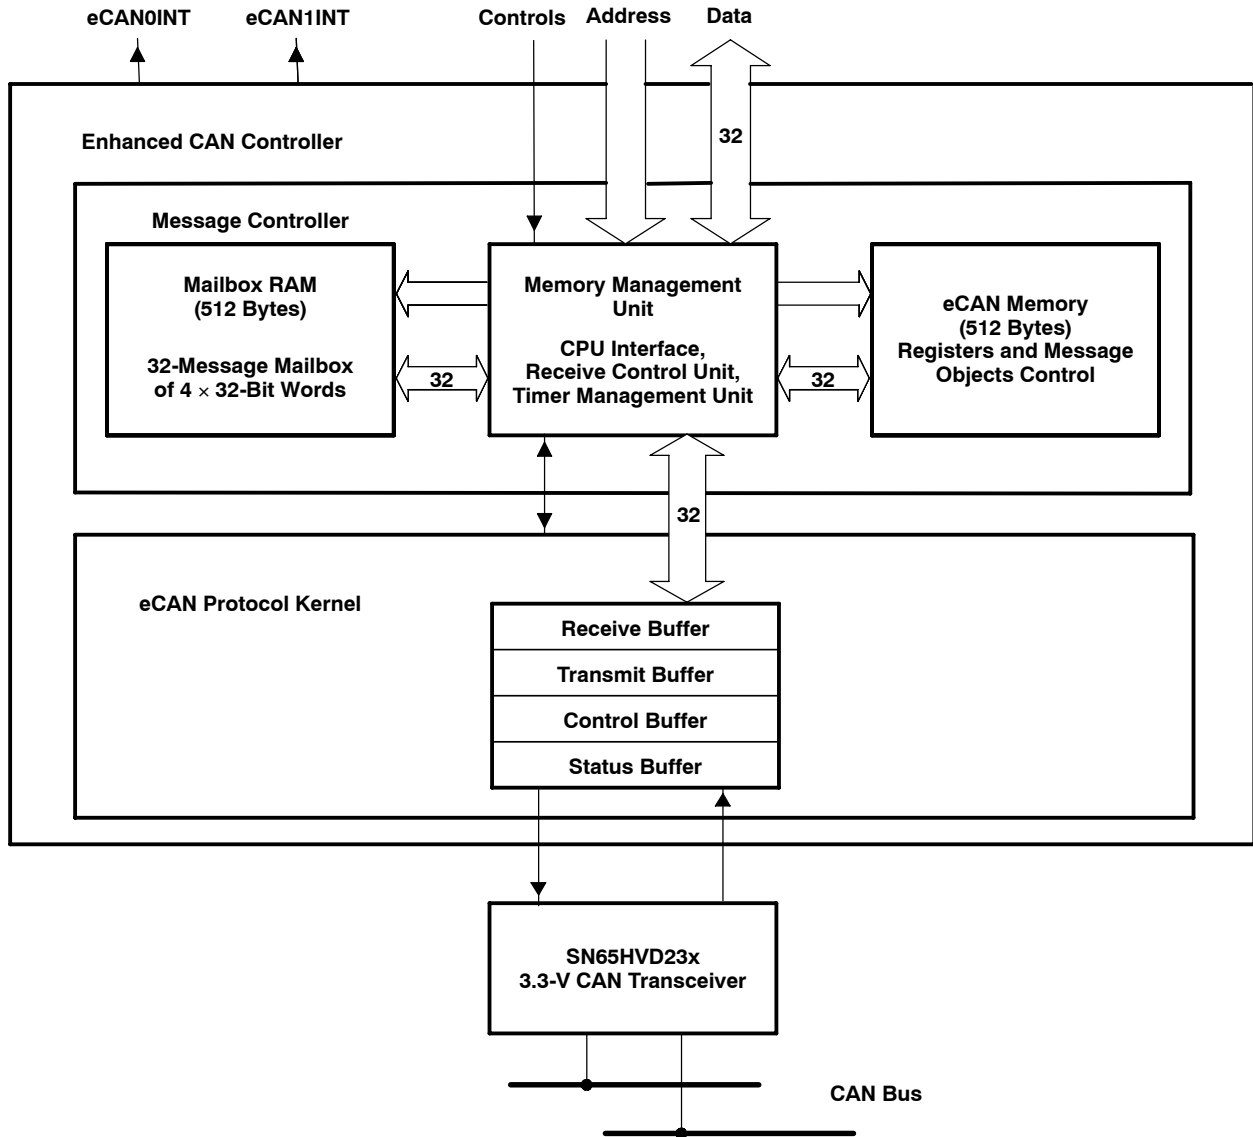 eCAN0INT
eCAN1INT
Controls
Address
Data
32
Enhanced CAN Controller
Message Controller
Mailbox RAM
(512 Bytes)
32-Message Mailbox
of 4 × 32-Bit Words
32
Memory Management
Unit
CPU Interface,
Receive Control Unit,
Timer Management Unit
32
eCAN Memory
(512 Bytes)
Registers and Message
Objects Control
32
eCAN Protocol Kernel
Receive Buffer
Transmit Buffer
Control Buffer
Status Buffer
SN65HVD23x
3.3-V CAN Transceiver
CAN Bus